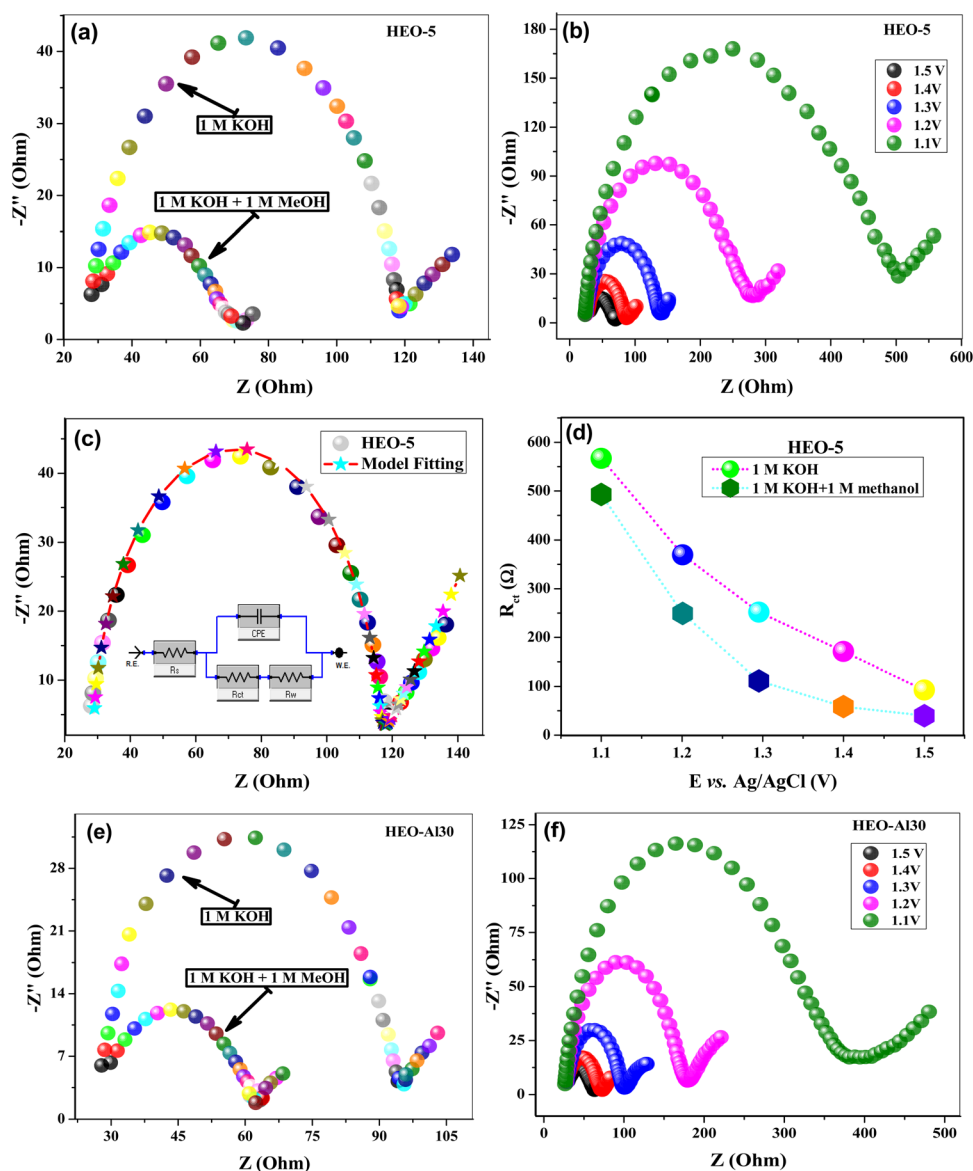 (a)
HEO-5
1 M KOH
1 M KOH + 1 M MeOH
-Z" (Ohm)
40
30
20
10
0
20 40 60 80 100 120 140
Z (Ohm)
(b)
HEO-5
1.5 V
1.4V
1.3V
1.2V
1.1V
-Z" (Ohm)
180
150
120
90
60
30
0
0 100 200 300 400 500 600
Z (Ohm)
(c)
HEO-5
Model Fitting
-Z" (Ohm)
40
30
20
10
CPE
R.E.
Rs
W.E.
Rct
Rw
20 40 60 80 100 120 140
Z (Ohm)
(d)
HEO-5
1 M KOH
1 M KOH+1 M methanol
Rct (Ω)
600
500
400
300
200
100
0
1.1 1.2 1.3 1.4 1.5
E vs. Ag/AgCl (V)
(e)
HEO-Al30
1 M KOH
1 M KOH + 1 M MeOH
-Z" (Ohm)
35
28
21
14
7
0
30 45 60 75 90 105
Z (Ohm)
(f)
HEO-Al30
1.5 V
1.4V
1.3V
1.2V
1.1V
-Z" (Ohm)
125
100
75
50
25
0
0 100 200 300 400 500
Z (Ohm)